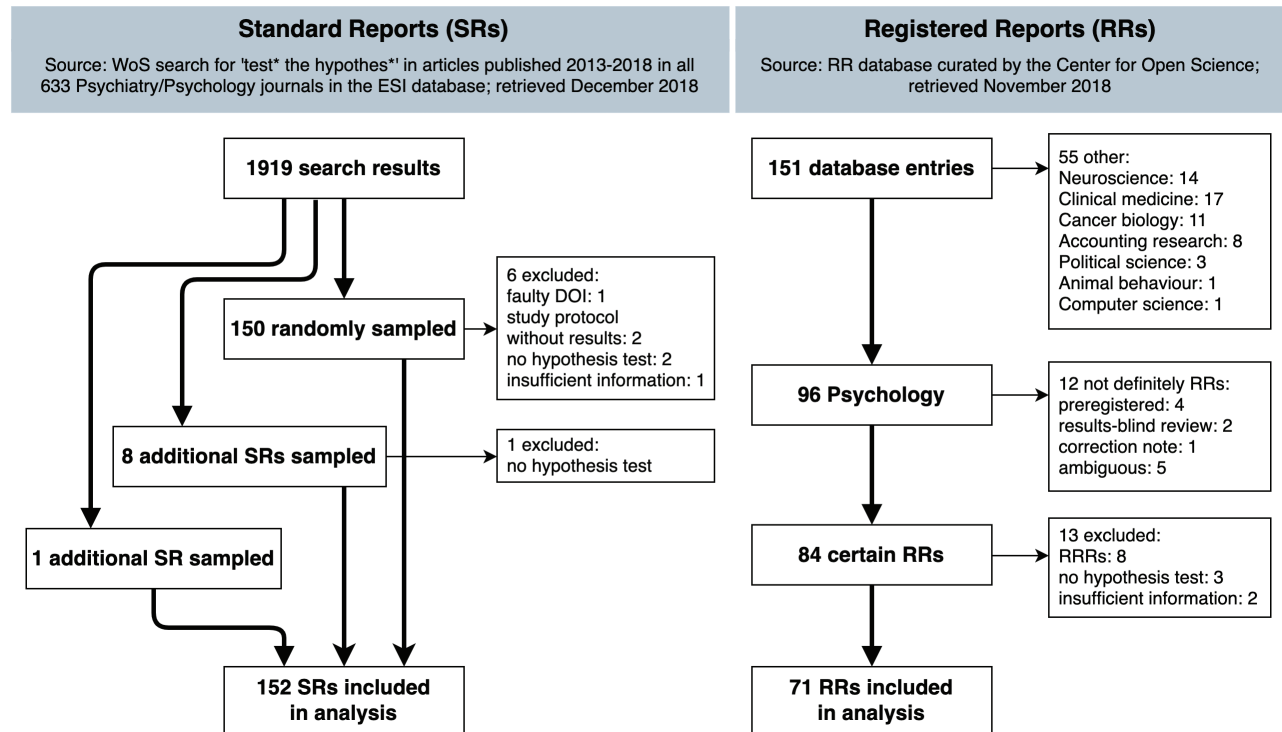 Standard Reports (SRs)
Source: WoS search for 'test* the hypothes*' in articles published 2013-2018 in all
633 Psychiatry/Psychology journals in the ESI database; retrieved December 2018
1919 search results
150 randomly sampled
6 excluded:
faulty DOI: 1
study protocol
without results: 2
no hypothesis test: 2
insufficient information: 1
8 additional SRs sampled
1 excluded:
no hypothesis test
1 additional SR sampled
152 SRs included
in analysis
Registered Reports (RRs)
Source: RR database curated by the Center for Open Science;
retrieved November 2018
151 database entries
55 other:
Neuroscience: 14
Clinical medicine: 17
Cancer biology: 11
Accounting research: 8
Political science: 3
Animal behaviour: 1
Computer science: 1
96 Psychology
12 not definitely RRs:
preregistered: 4
results-blind review: 2
correction note: 1
ambiguous: 5
84 certain RRs
13 excluded:
RRRs: 8
no hypothesis test: 3
insufficient information: 2
71 RRs included
in analysis